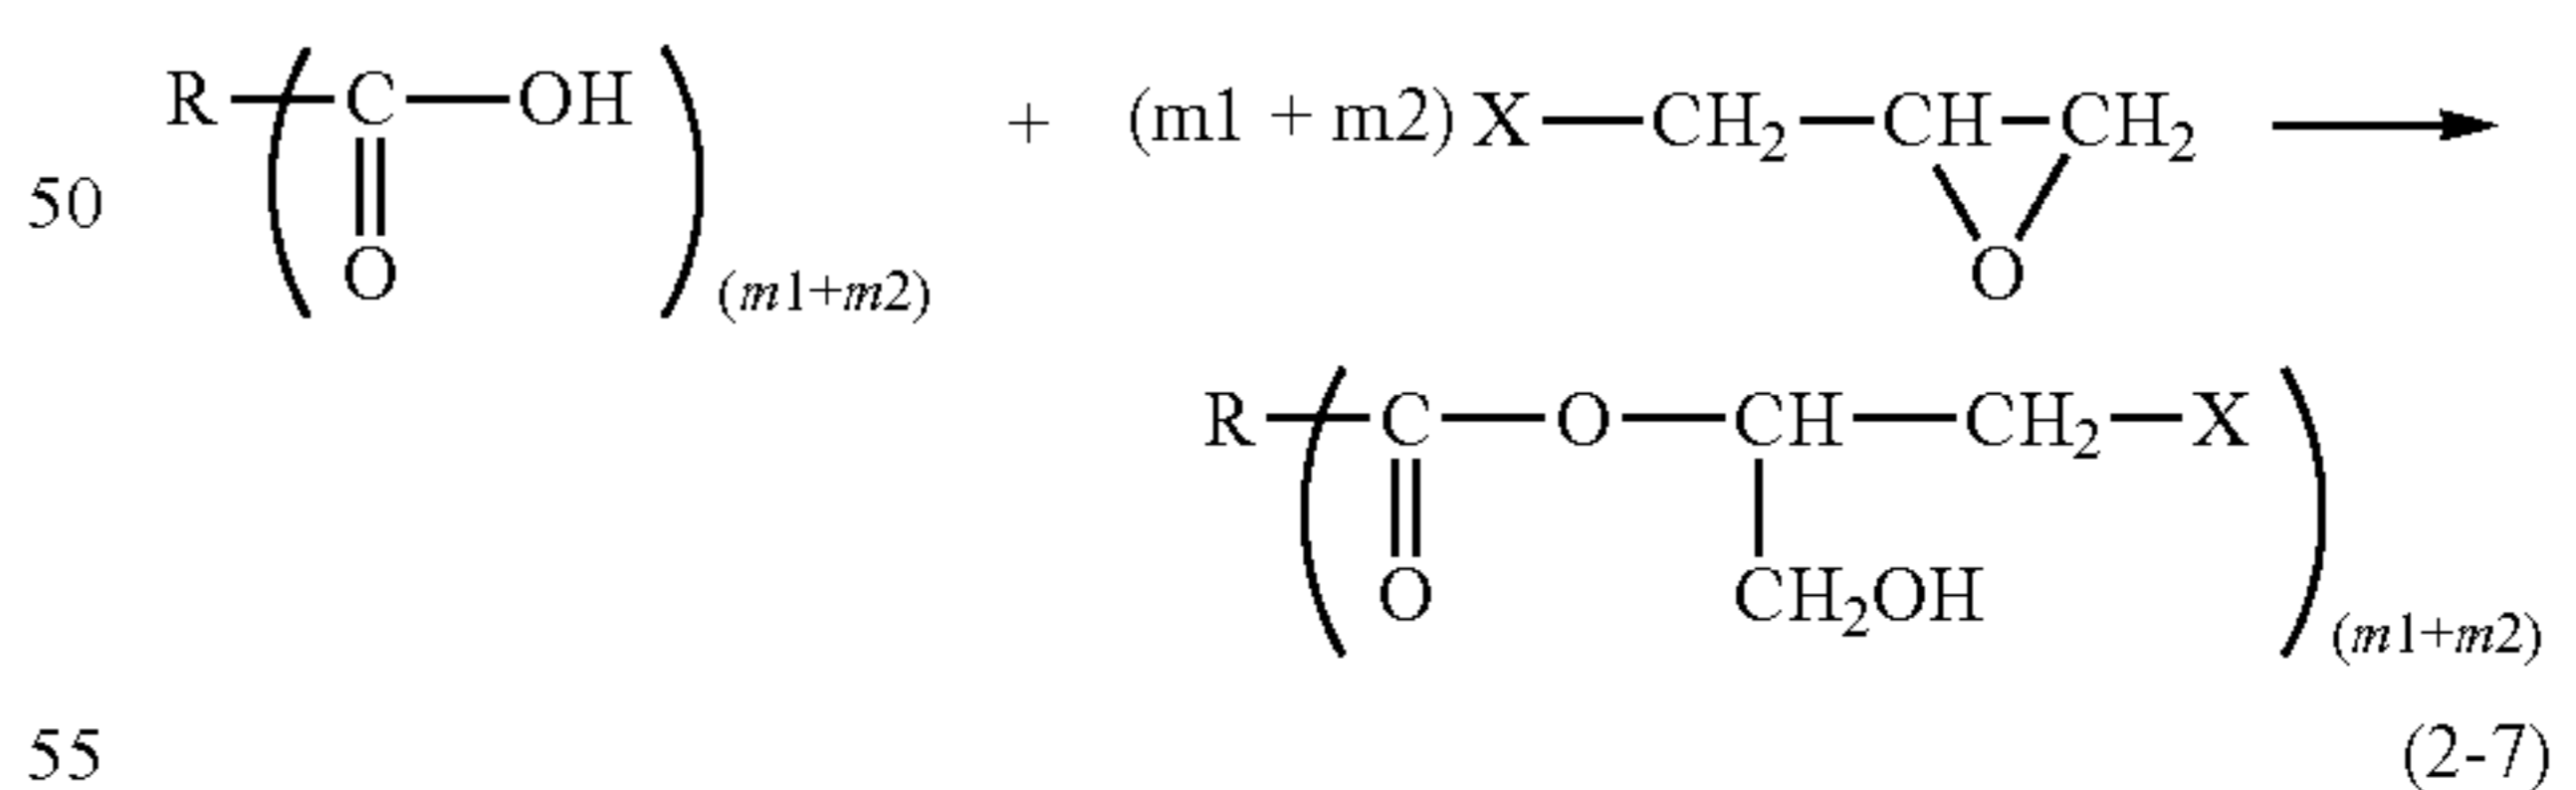 R—(C(=O)—OH)(m1+m2) + (m1 + m2) X—CH2—CH—CH2 ⟶
50
O O
R—(C—O—CH—CH2—X)(m1+m2)
O CH2OH
55 (2-7)